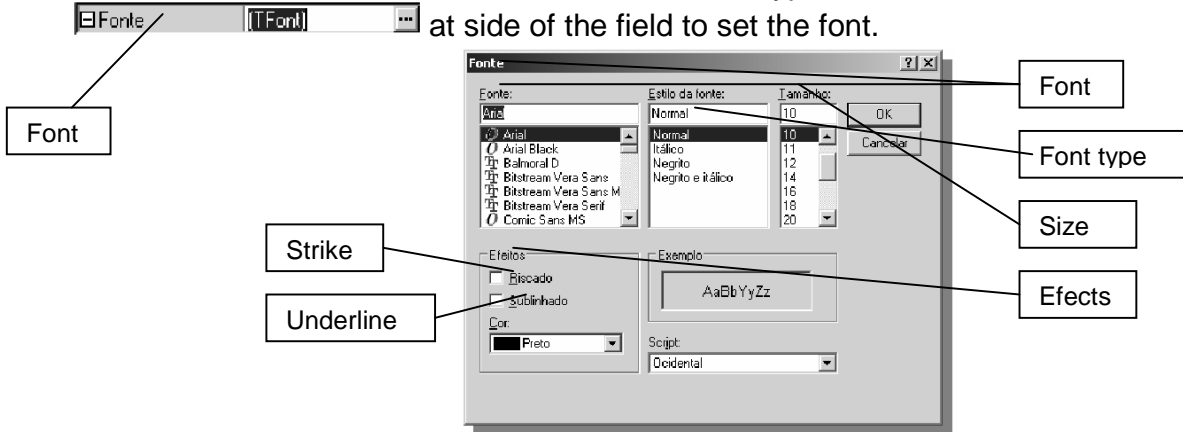 Fonte (TFont) ... at side of the field to set the font.
Fonte
Font
Fonte: Estilo da fonte: Tamanho:
Arial Normal 10 OK
Font
Arial Normal 10 Cancelar
Arial Black Itálico 11
Balmoral D Negrito 12 Font type
Bitstream Vera Sans Negrito e itálico 14
Bitstream Vera Sans M 16
Bitstream Vera Serif 18
Comic Sans MS 20
Size
Strike
Efeitos Exemplo
Riscado
AaBbYyZz
Efects
Sublinhado
Underline
Cor:
Preto Script:
Ocidental